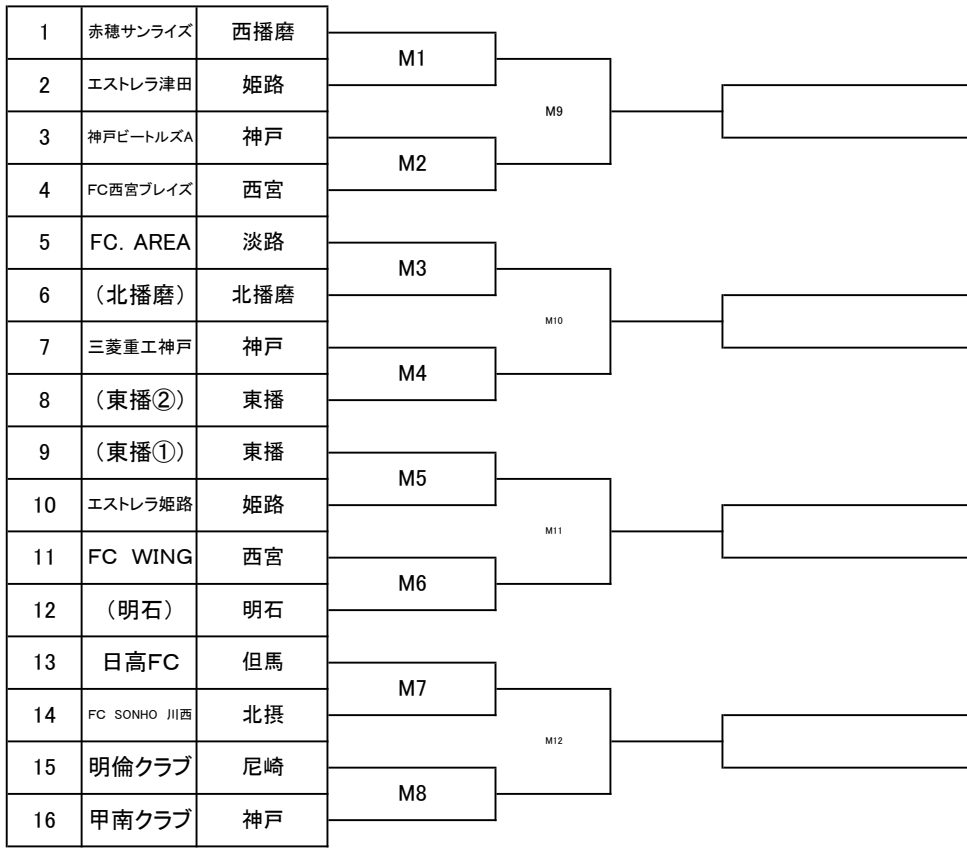 1 赤穂サンライズ 西播磨
M1
2 エストレラ津田 姫路
M9
3 神戸ビートルズA 神戸
M2
4 FC西宮ブレイズ 西宮
5 FC. AREA 淡路
M3
6 （北播磨） 北播磨
M10
7 三菱重工神戸 神戸
M4
8 （東播②） 東播
9 （東播①） 東播
M5
10 エストレラ姫路 姫路
M11
11 FC WING 西宮
M6
12 （明石） 明石
13 日高FC 但馬
M7
14 FC SONHO 川西 北摂
M12
15 明倫クラブ 尼崎
M8
16 甲南クラブ 神戸